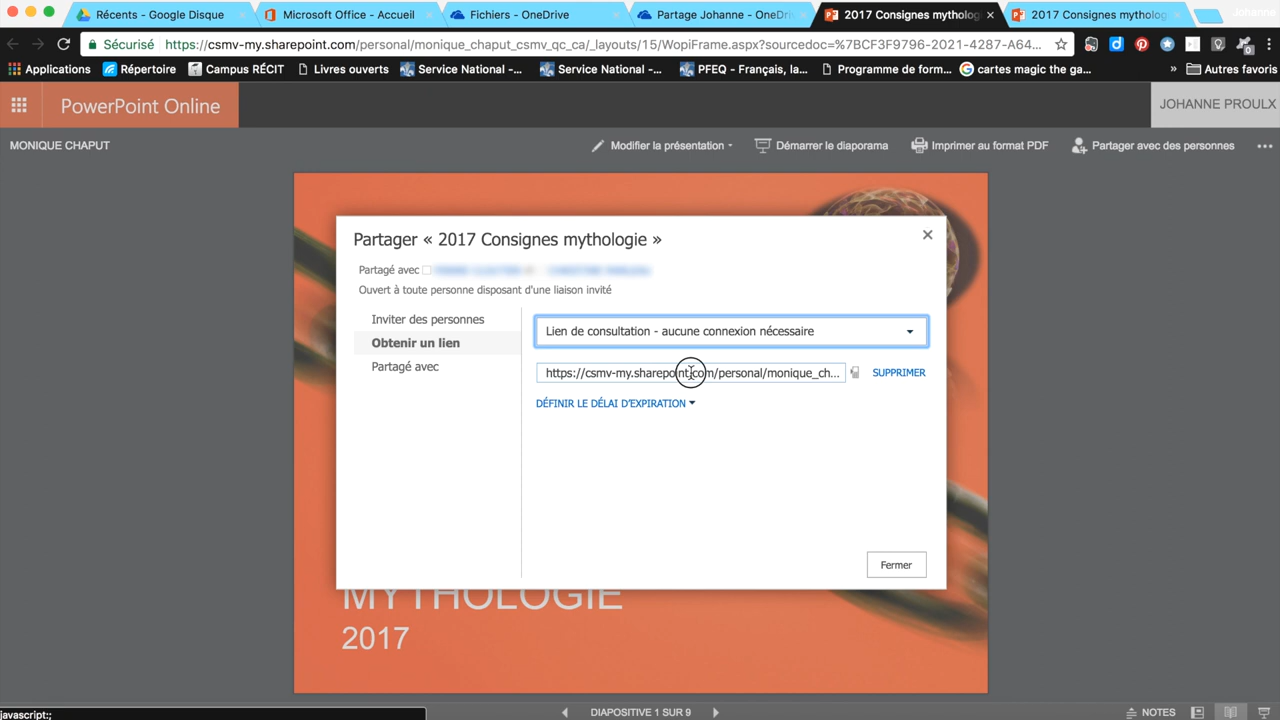 Récents - Google Disque
Microsoft Office - Accueil
Fichiers - OneDrive
Partage Johanne - OneDri
2017 Consignes mytholog
2017 Consignes mytholog
Johanne
Sécurisé
https://csmv-my.sharepoint.com/personal/monique_chaput_csmv_qc_ca/_layouts/15/WopiFrame.aspx?sourcedoc=%7BCF3F9796-2021-4287-A64...
Applications
Répertoire
Campus RÉCIT
Livres ouverts
Service National -...
Service National -...
PFEQ - Français, la...
Programme de form...
cartes magic the ga...
»
Autres favoris
PowerPoint Online
JOHANNE PROULX
MONIQUE CHAPUT
Modifier la présentation
Démarrer le diaporama
Imprimer au format PDF
Partager avec des personnes
Partager « 2017 Consignes mythologie »
Partagé avec
Ouvert à toute personne disposant d'une liaison invité
Inviter des personnes
Obtenir un lien
Partagé avec
Lien de consultation - aucune connexion nécessaire
https://csmv-my.sharepoint.com/personal/monique_ch...
SUPPRIMER
DÉFINIR LE DÉLAI D'EXPIRATION
Fermer
MYTHOLOGIE
2017
javascript:;
DIAPOSITIVE 1 SUR 9
NOTES